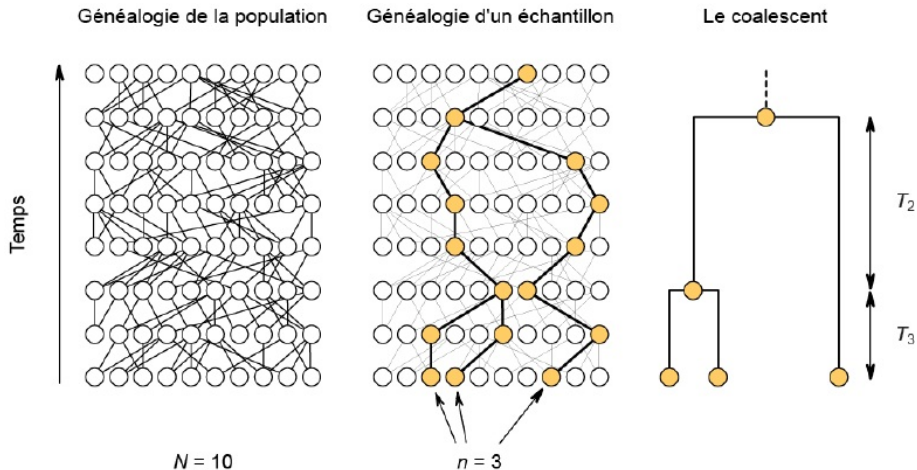 Généalogie de la population
Généalogie d'un échantillon
Le coalescent
Temps
T2
T3
N = 10
n = 3